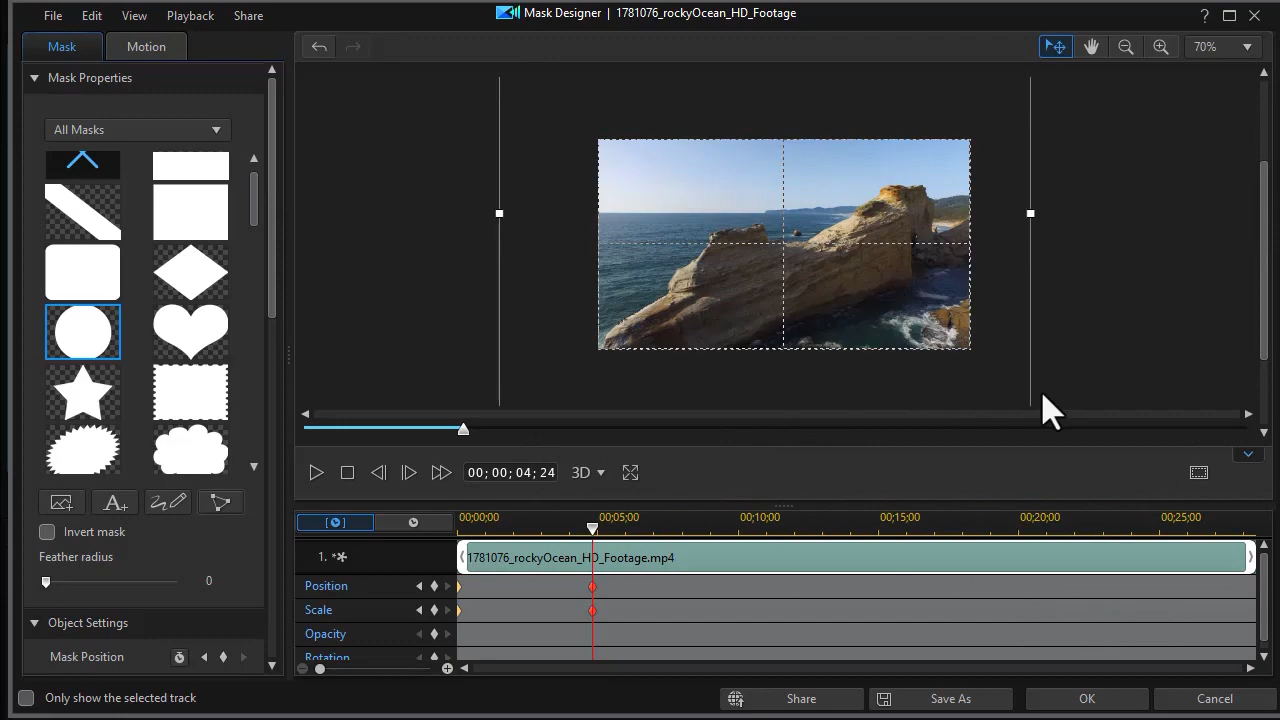 File Edit View Playback Share
Mask Designer | 1781076_rockyOcean_HD_Footage
?
Mask Motion
70%
Mask Properties
All Masks
00; 00; 04; 24
3D
A+
Invert mask
Feather radius
0
00;00;00 00;05;00 00;10;00 00;15;00 00;20;00 00;25;00
1. **
1781076_rockyOcean_HD_Footage.mp4
Position
Scale
Opacity
Rotation
Object Settings
Mask Position
Only show the selected track
Share Save As OK Cancel